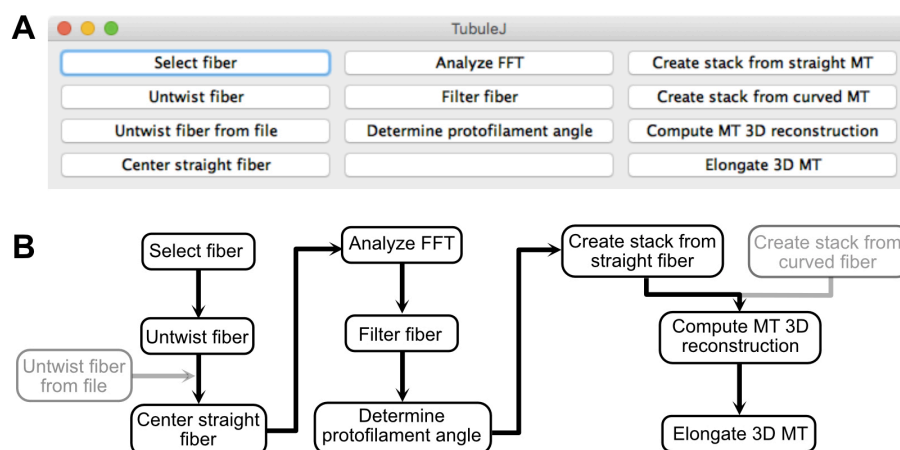 A
TubuleJ
Select fiber
Analyze FFT
Create stack from straight MT
Untwist fiber
Filter fiber
Create stack from curved MT
Untwist fiber from file
Determine protofilament angle
Compute MT 3D reconstruction
Center straight fiber
Elongate 3D MT
B
Select fiber
Untwist fiber
Untwist fiber
from file
Center straight
fiber
Analyze FFT
Filter fiber
Determine
protofilament angle
Create stack from
straight fiber
Create stack from
curved fiber
Compute MT 3D
reconstruction
Elongate 3D MT